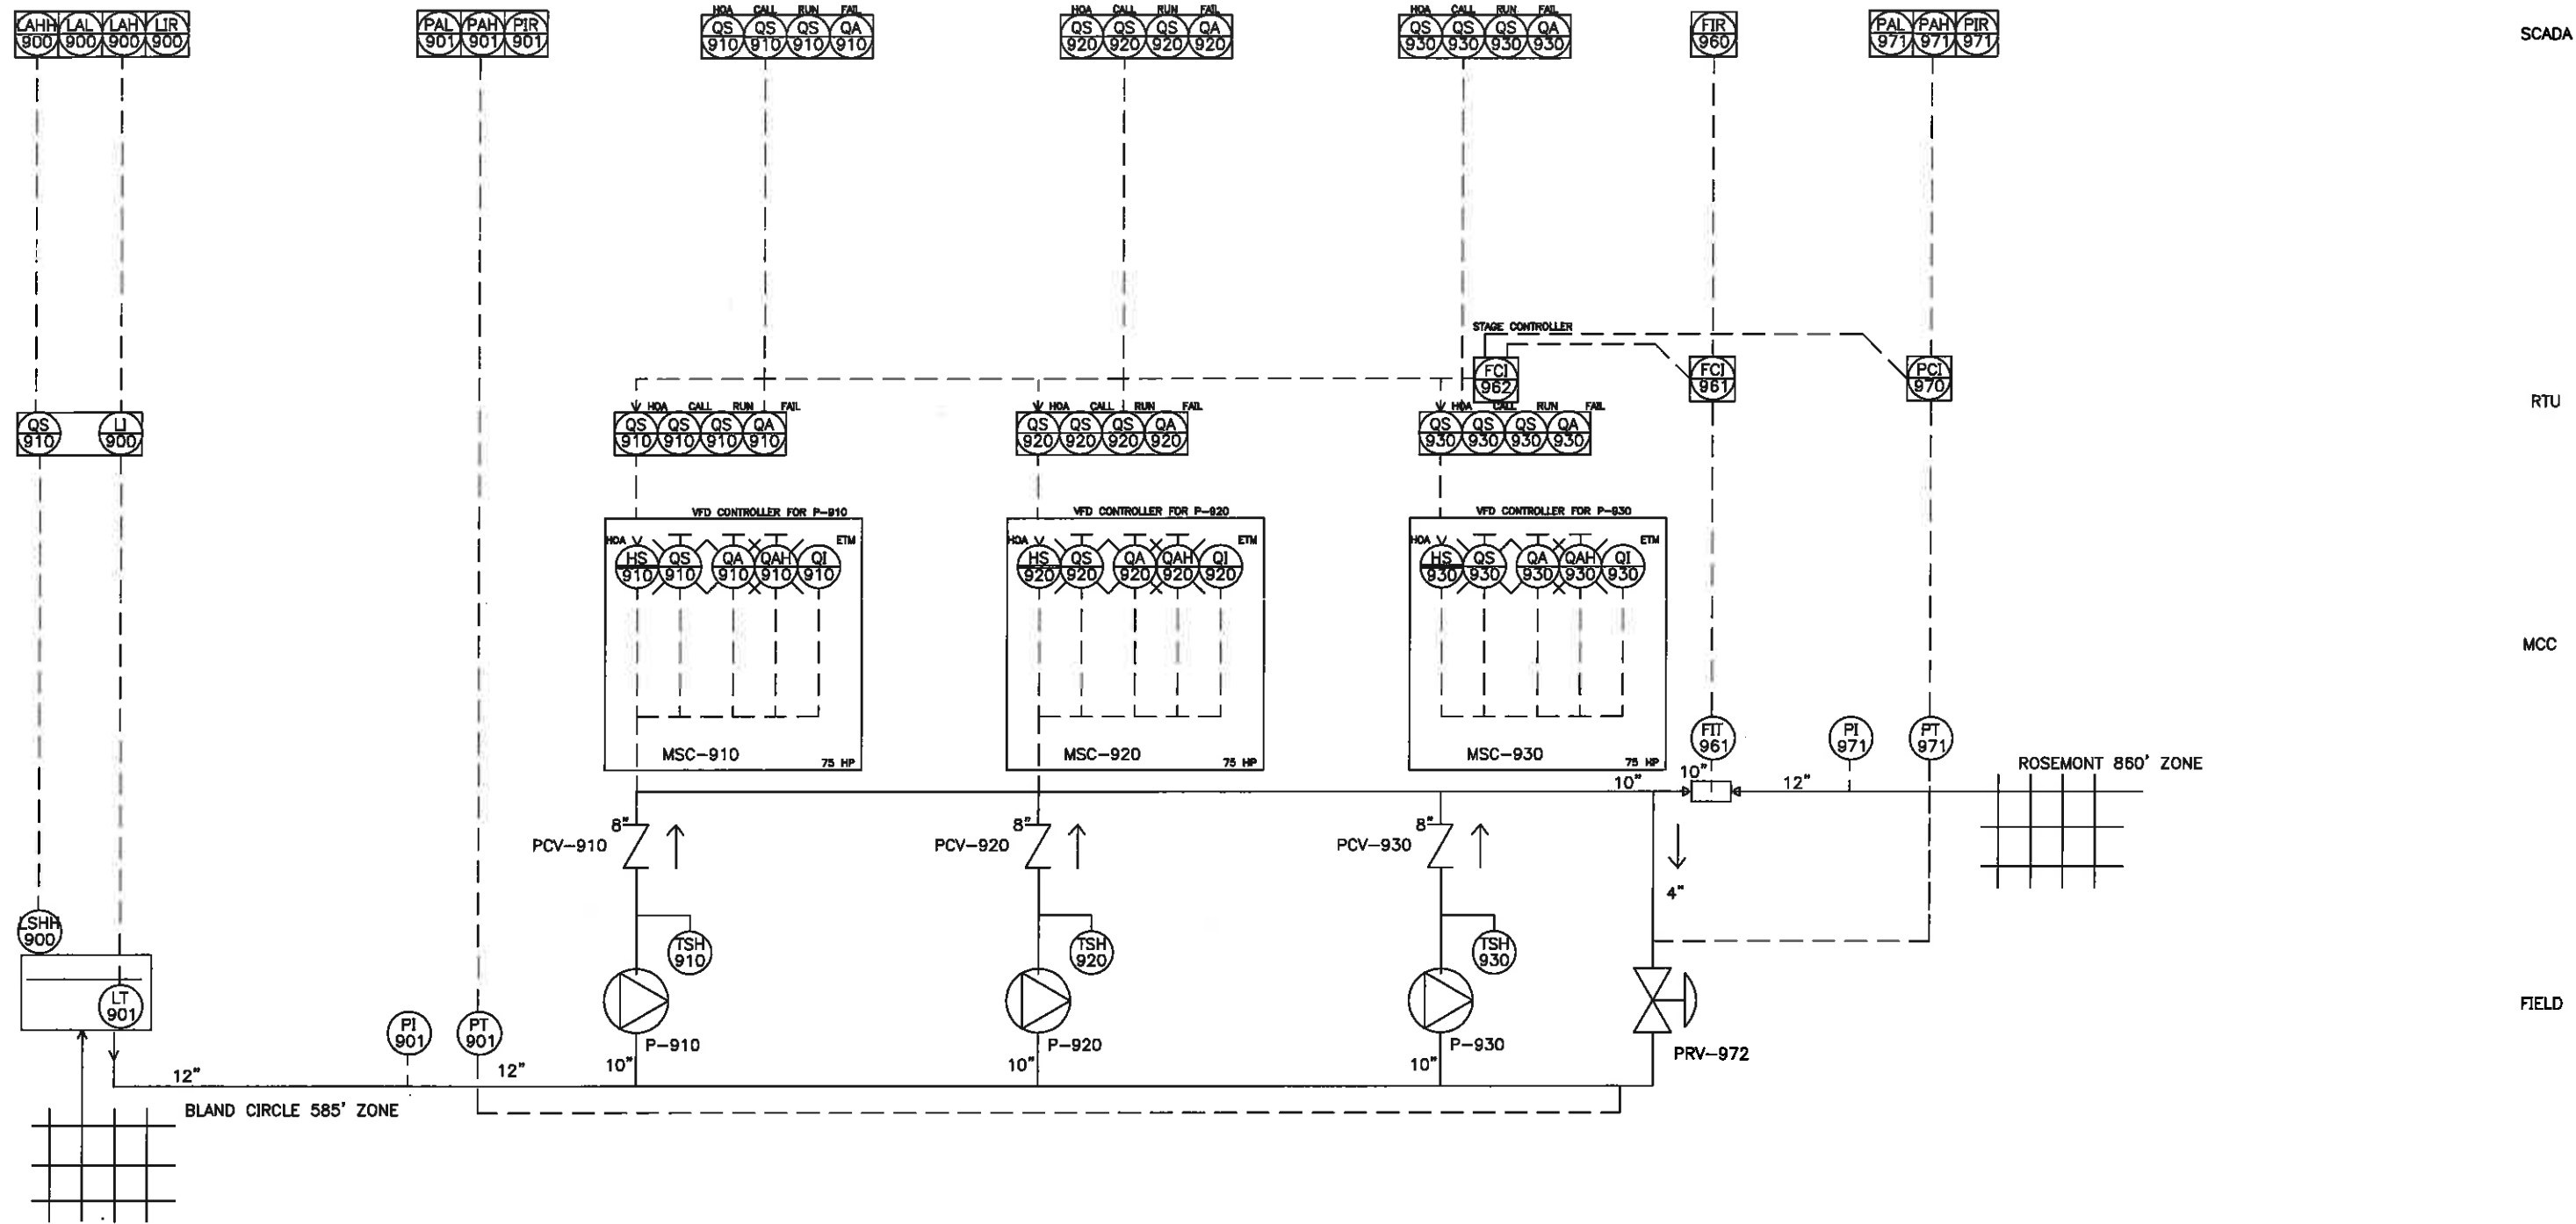 LAHH 900 LAL 900 LAH 900 LIR 900
PAL 901 PAH 901 PIR 901
HOA CALL RUN FAIL
QS 910 QS 910 QS 910 QA 910
HOA CALL RUN FAIL
QS 920 QS 920 QS 920 QA 920
HOA CALL RUN FAIL
QS 930 QS 930 QS 930 QA 930
FIR 960
PAL 971 PAH 971 PIR 971
SCADA
STAGE CONTROLLER
FCI 962
FCI 961
PCI 970
QS 910
LI 900
HOA CALL RUN FAIL
QS 910 QS 910 QS 910 QA 910
HOA CALL RUN FAIL
QS 920 QS 920 QS 920 QA 920
HOA CALL RUN FAIL
QS 930 QS 930 QS 930 QA 930
RTU
VFD CONTROLLER FOR P-910
HOA ETM
HS 910 QS 910 QA 910 QAH 910 QI 910
MSC-910
75 HP
VFD CONTROLLER FOR P-920
HOA ETM
HS 920 QS 920 QA 920 QAH 920 QI 920
MSC-920
75 HP
VFD CONTROLLER FOR P-930
HOA ETM
HS 930 QS 930 QA 930 QAH 930 QI 930
MSC-930
75 HP
MCC
FIT 961
PI 971
PT 971
ROSEMONT 860' ZONE
10"
10"
12"
8"
PCV-910
8"
PCV-920
8"
PCV-930
4"
LSHH 900
TSH 910
TSH 920
TSH 930
LT 901
PI 901
PT 901
P-910
P-920
P-930
PRV-972
FIELD
12"
12"
10"
10"
10"
BLAND CIRCLE 585' ZONE